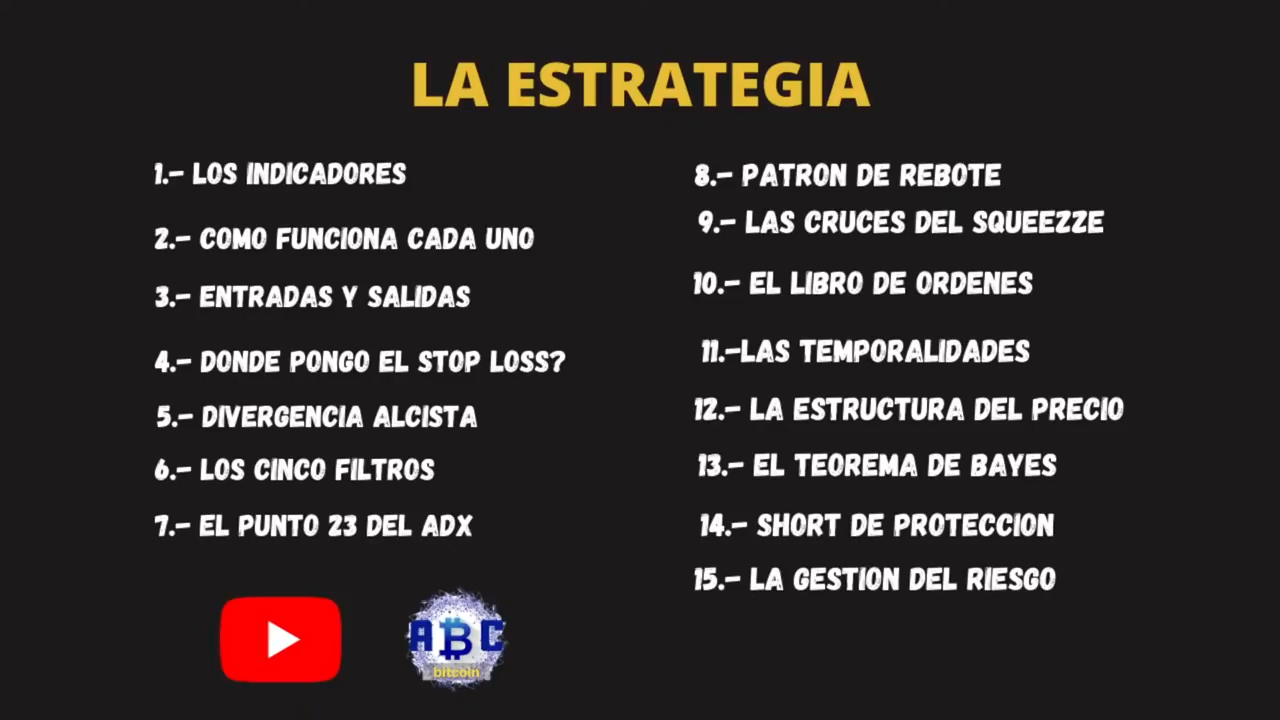 LA ESTRATEGIA
1.- LOS INDICADORES
2.- COMO FUNCIONA CADA UNO
3.- ENTRADAS Y SALIDAS
4.- DONDE PONGO EL STOP LOSS?
5.- DIVERGENCIA ALCISTA
6.- LOS CINCO FILTROS
7.- EL PUNTO 23 DEL ADX
8.- PATRON DE REBOTE
9.- LAS CRUCES DEL SQUEEZZE
10.- EL LIBRO DE ORDENES
11.-LAS TEMPORALIDADES
12.- LA ESTRUCTURA DEL PRECIO
13.- EL TEOREMA DE BAYES
14.- SHORT DE PROTECCION
15.- LA GESTION DEL RIESGO
ABC
bitcoin